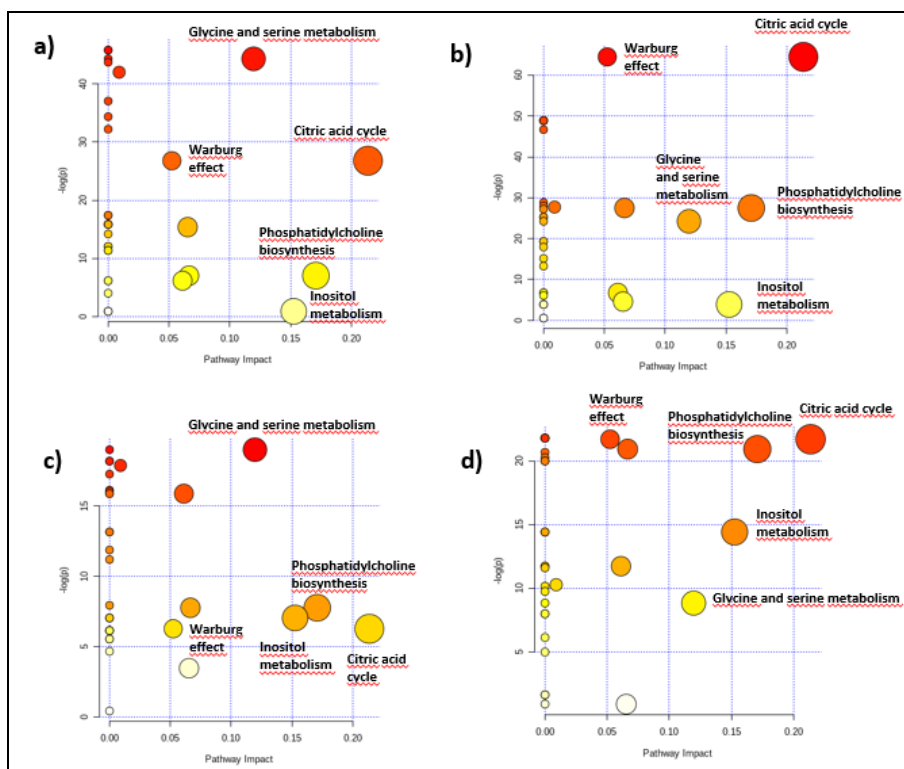 a)
Glycine and serine metabolism
Citric acid cycle
Warburg
effect
Phosphatidylcholine
biosynthesis
Inositol
metabolism
-log(p)
40
30
20
10
0
0.00
0.05
0.10
0.15
0.20
Pathway Impact
b)
Citric acid cycle
Warburg
effect
Glycine
and serine
metabolism
Phosphatidylcholine
biosynthesis
Inositol
metabolism
-log(p)
60
50
40
30
20
10
0
0.00
0.05
0.10
0.15
0.20
Pathway Impact
c)
Glycine and serine metabolism
Phosphatidylcholine
biosynthesis
Warburg
effect
Inositol
metabolism
Citric acid
cycle
-log(p)
15
10
5
0
0.00
0.05
0.10
0.15
0.20
Pathway Impact
d)
Warburg
effect
Phosphatidylcholine
biosynthesis
Citric acid cycle
Inositol
metabolism
Glycine and serine metabolism
-log(p)
20
15
10
5
0.00
0.05
0.10
0.15
0.20
Pathway Impact